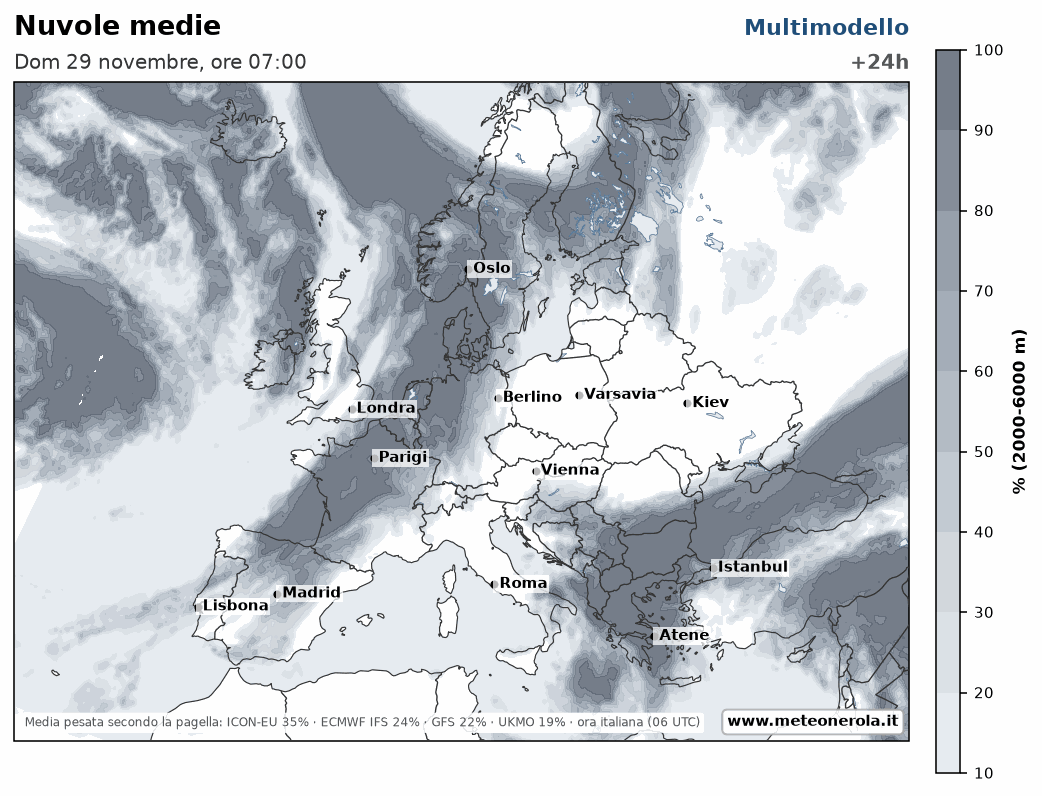 Nuvole medie
Multimodello
Dom 29 novembre, ore 07:00
+24h
100
90
80
70
60
50
40
30
20
10
% (2000-6000 m)
Oslo
Berlino
Varsavia
Kiev
Londra
Parigi
Vienna
Istanbul
Roma
Madrid
Lisbona
Atene
Media pesata secondo la pagella: ICON-EU 35% · ECMWF IFS 24% · GFS 22% · UKMO 19% · ora italiana (06 UTC)
www.meteonerola.it